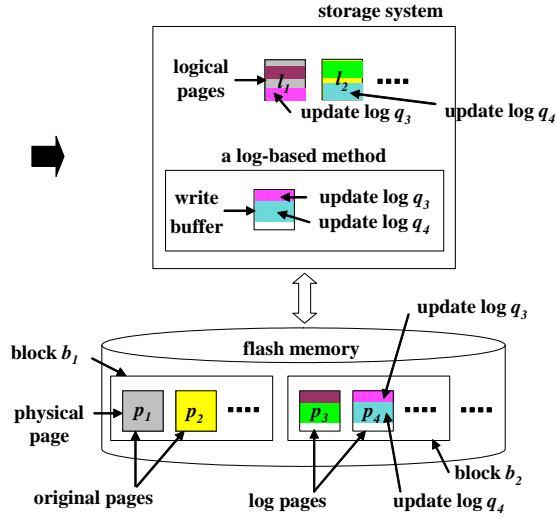 storage system
logical
pages
l1
l2
update log q3
update log q4
a log-based method
write
buffer
update log q3
update log q4
update log q3
flash memory
block b1
physical
page
p1
p2
p3
p4
block b2
original pages
log pages
update log q4